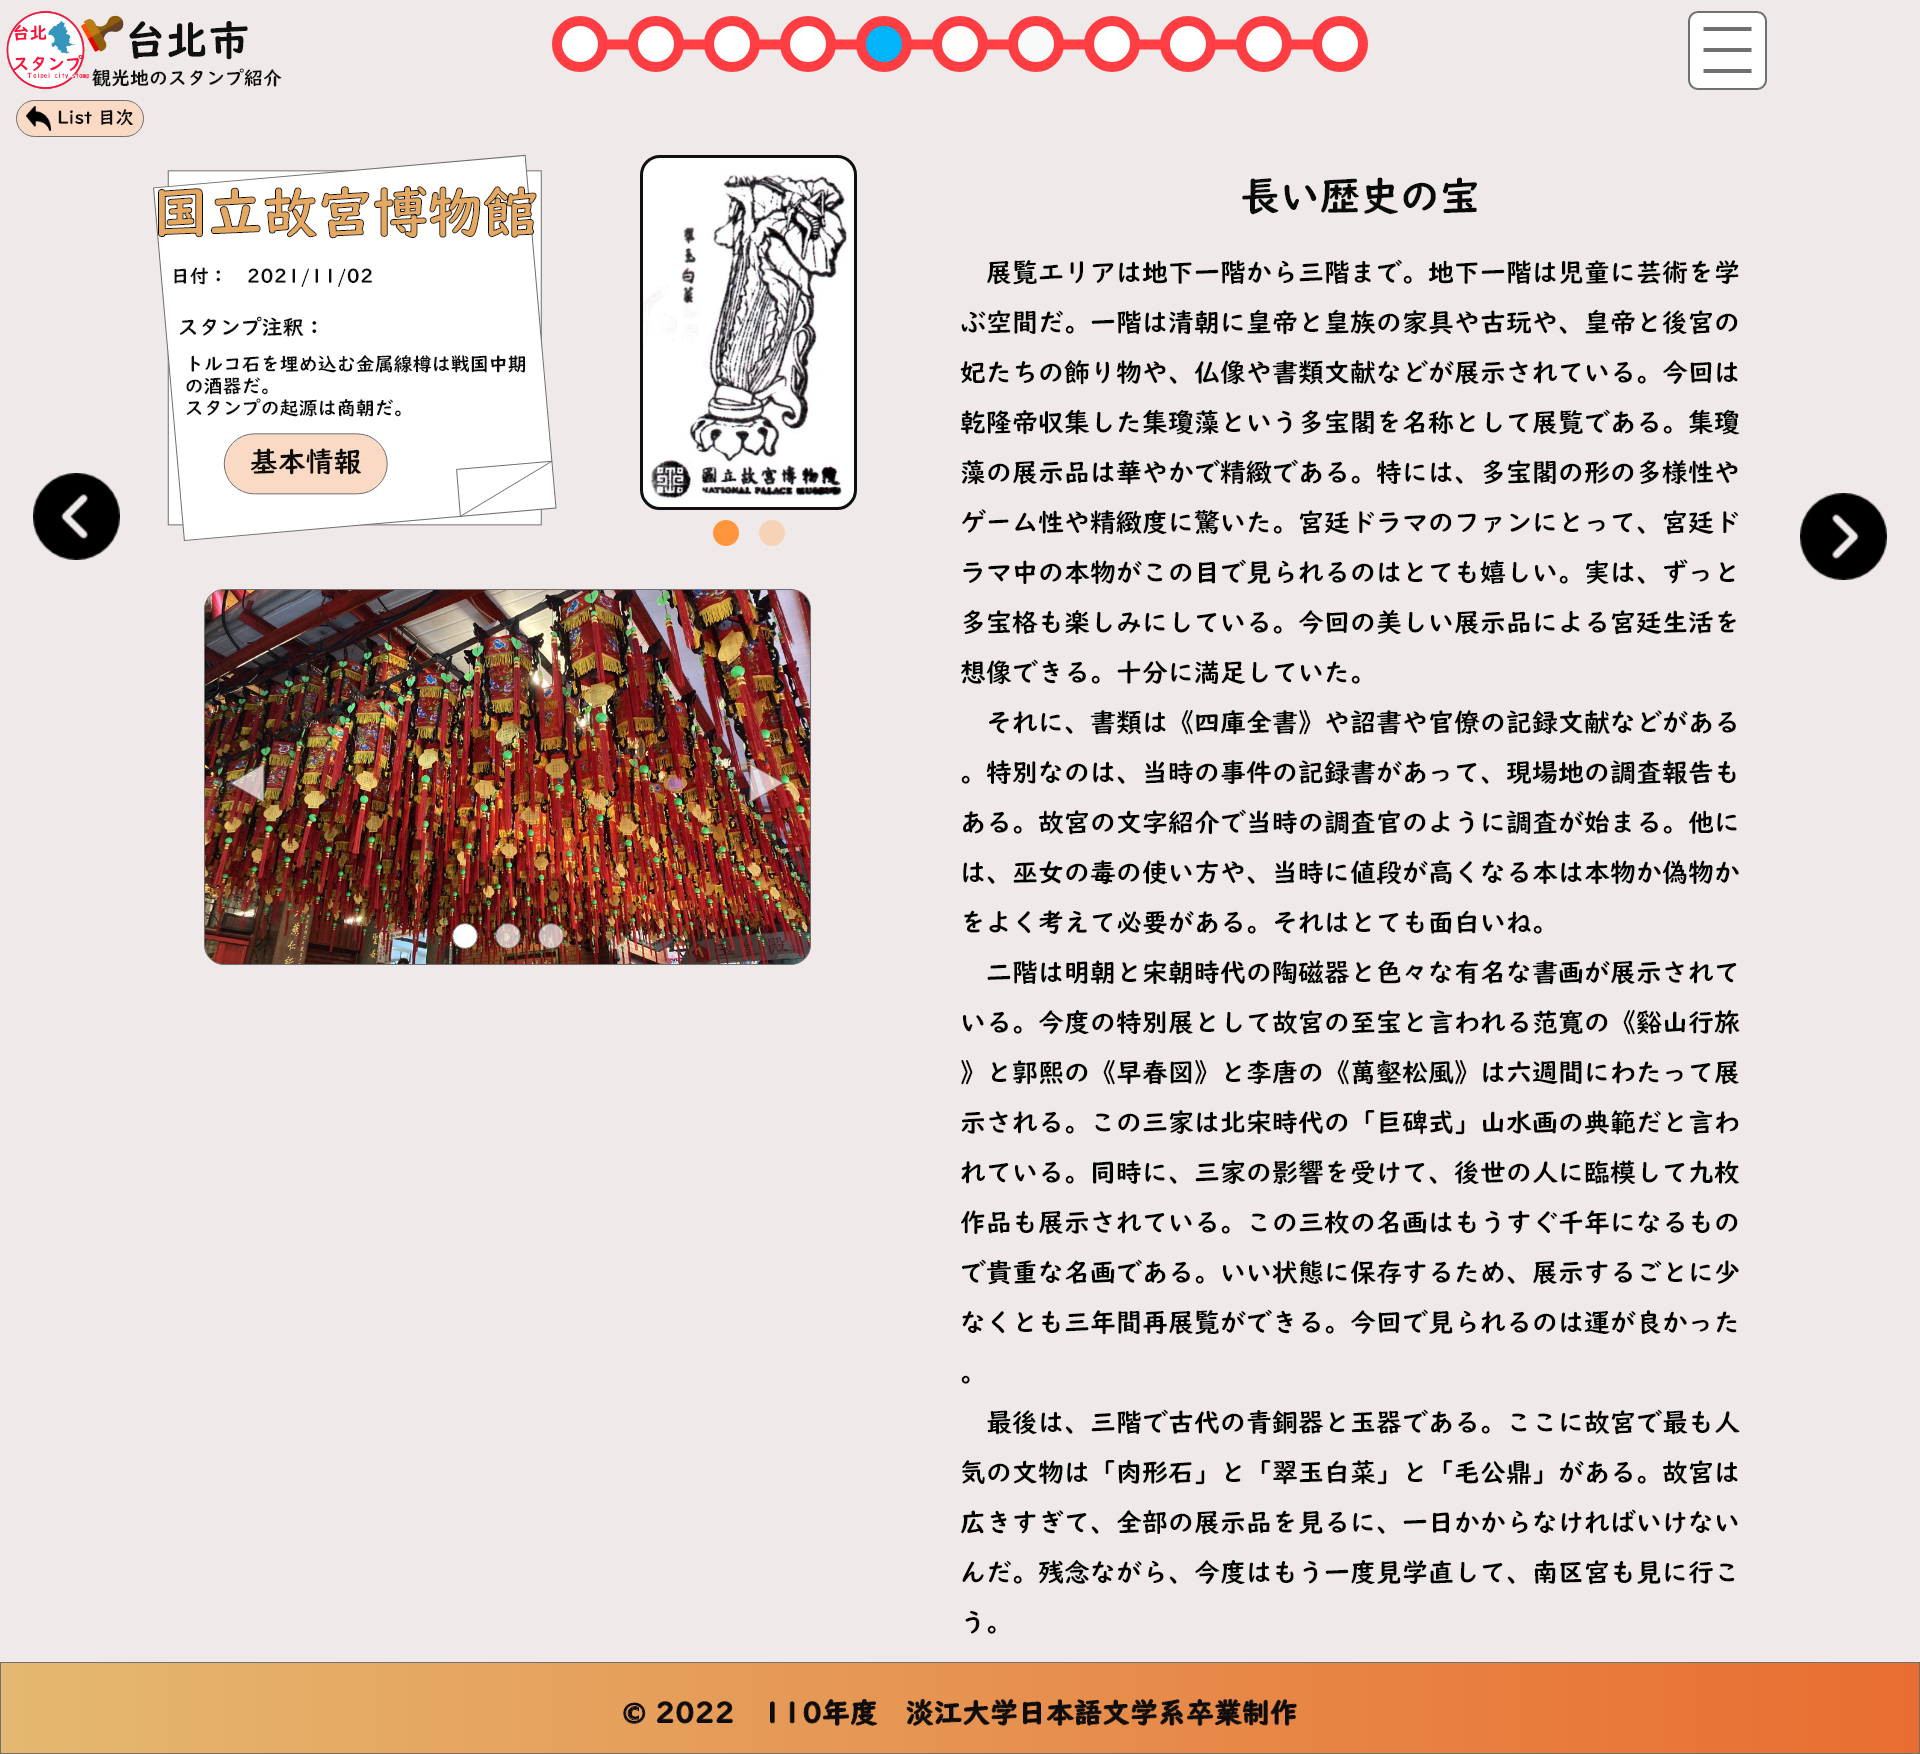 台北
スタンプ
Taipei city stamp
台北市
観光地のスタンプ紹介
List 目次
国立故宮博物館
日付： 2021/11/02
スタンプ注釈：
トルコ石を埋め込む金属線樽は戦国中期
の酒器だ。
スタンプの起源は商朝だ。
基本情報
翠玉白菜
國立故宮博物院
NATIONAL PALACE MUSEUM
長い歴史の宝
展覧エリアは地下一階から三階まで。地下一階は児童に芸術を学
ぶ空間だ。一階は清朝に皇帝と皇族の家具や古玩や、皇帝と後宮の
妃たちの飾り物や、仏像や書類文献などが展示されている。今回は
乾隆帝収集した集瓊藻という多宝閣を名称として展覧である。集瓊
藻の展示品は華やかで精緻である。特には、多宝閣の形の多様性や
ゲーム性や精緻度に驚いた。宮廷ドラマのファンにとって、宮廷ド
ラマ中の本物がこの目で見られるのはとても嬉しい。実は、ずっと
多宝格も楽しみにしている。今回の美しい展示品による宮廷生活を
想像できる。十分に満足していた。
それに、書類は《四庫全書》や詔書や官僚の記録文献などがある
。特別なのは、当時の事件の記録書があって、現場地の調査報告も
ある。故宮の文字紹介で当時の調査官のように調査が始まる。他に
は、巫女の毒の使い方や、当時に値段が高くなる本は本物か偽物か
をよく考えて必要がある。それはとても面白いね。
二階は明朝と宋朝時代の陶磁器と色々な有名な書画が展示されて
いる。今度の特別展として故宮の至宝と言われる范寬の《谿山行旅
》と郭熙の《早春図》と李唐の《萬壑松風》は六週間にわたって展
示される。この三家は北宋時代の「巨碑式」山水画の典範だと言わ
れている。同時に、三家の影響を受けて、後世の人に臨模して九枚
作品も展示されている。この三枚の名画はもうすぐ千年になるもの
で貴重な名画である。いい状態に保存するため、展示するごとに少
なくとも三年間再展覧ができる。今回で見られるのは運が良かった
。
最後は、三階で古代の青銅器と玉器である。ここに故宮で最も人
気の文物は「肉形石」と「翠玉白菜」と「毛公鼎」がある。故宮は
広きすぎて、全部の展示品を見るに、一日かからなければいけない
んだ。残念ながら、今度はもう一度見学直して、南区宮も見に行こ
う。
© 2022 110年度 淡江大学日本語文学系卒業制作